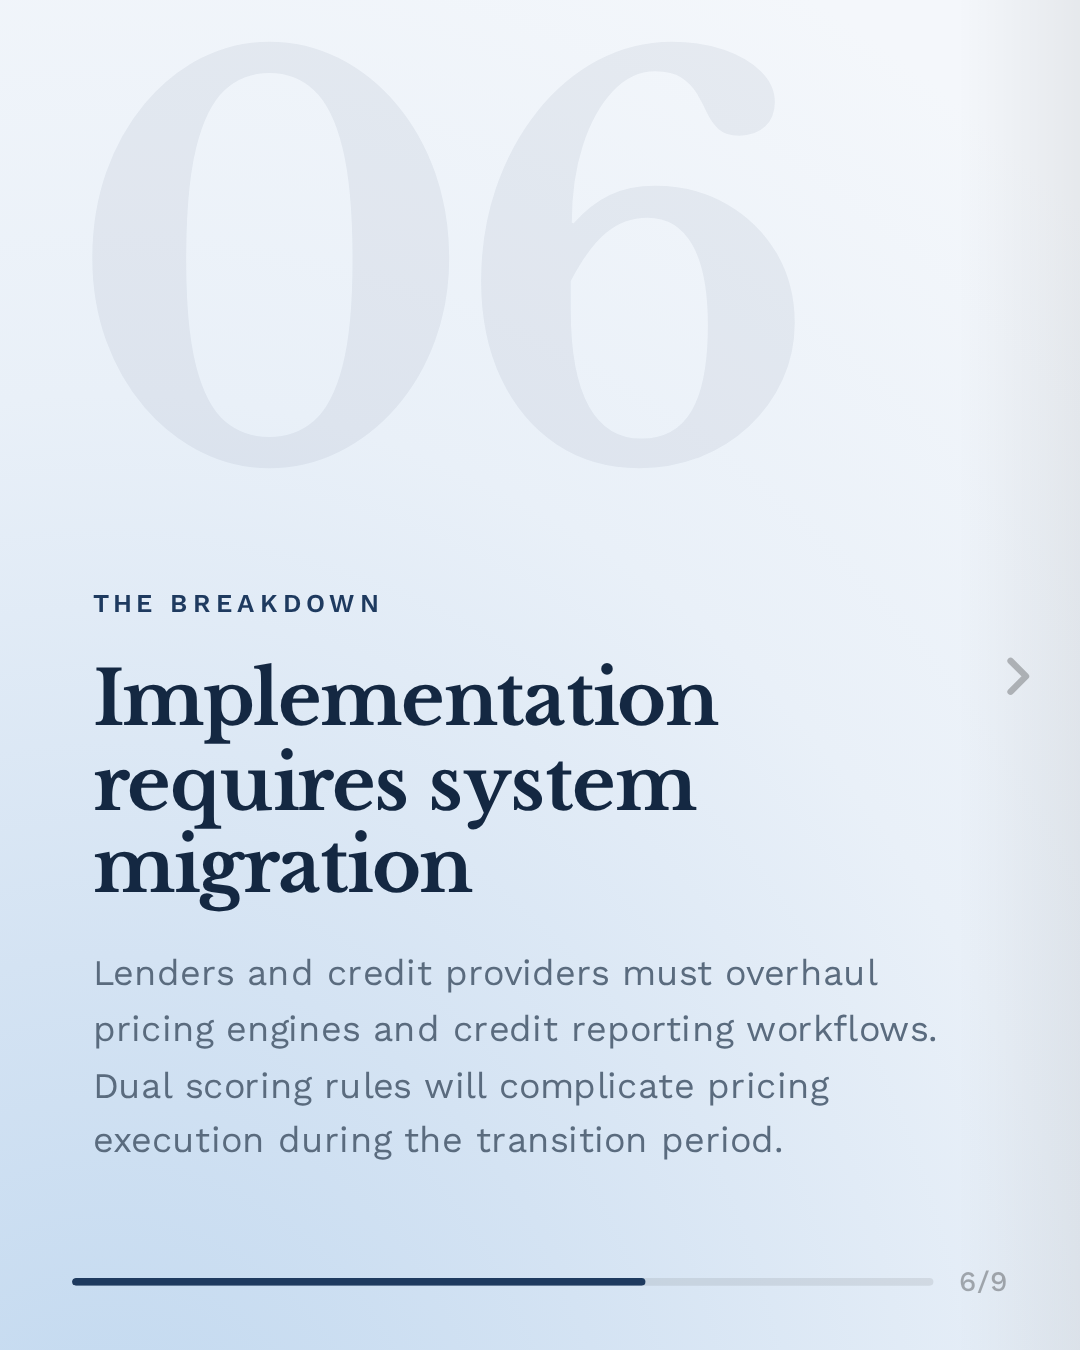 06
THE BREAKDOWN
Implementation
requires system
migration
Lenders and credit providers must overhaul
pricing engines and credit reporting workflows.
Dual scoring rules will complicate pricing
execution during the transition period.
6/9